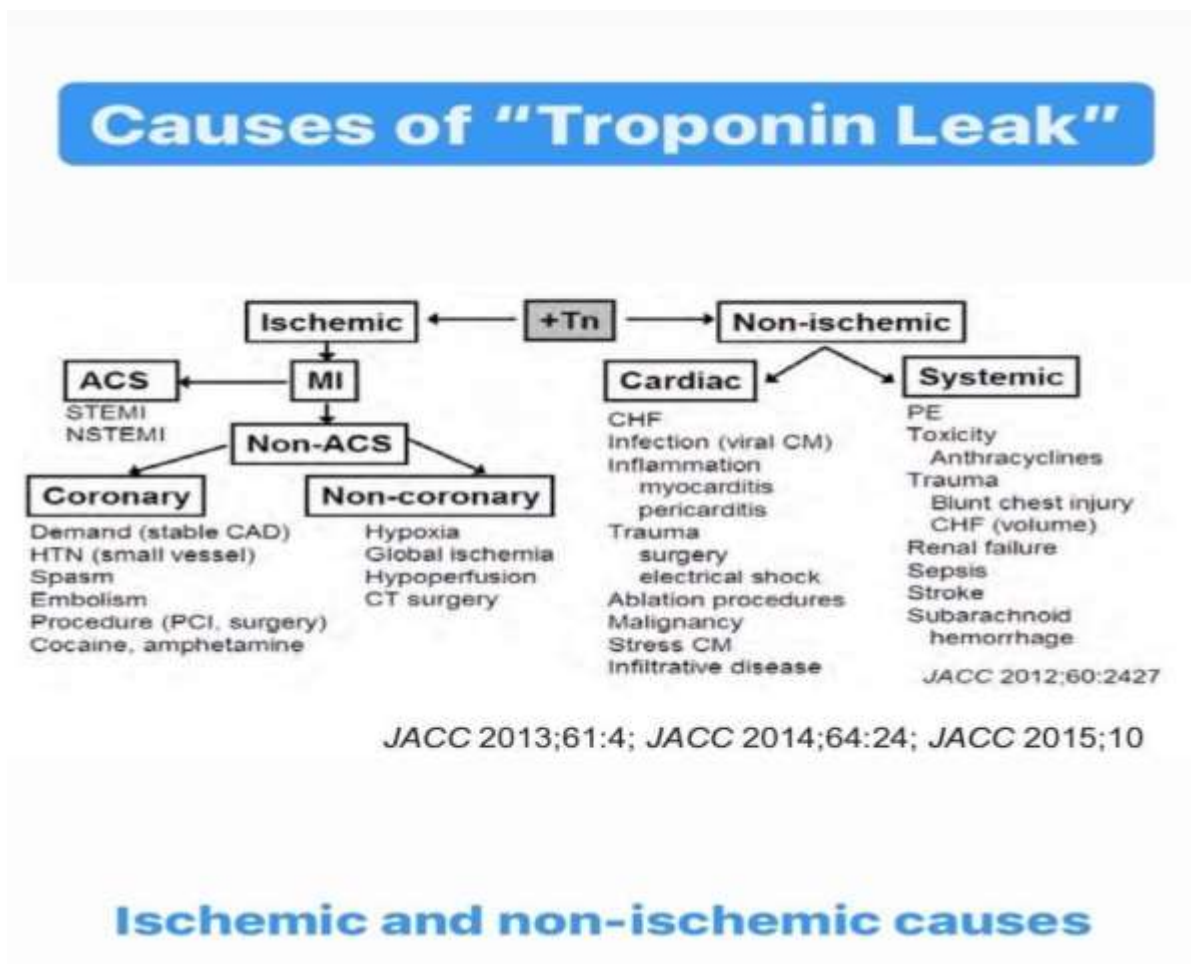 Causes of "Troponin Leak"
Ischemic
+Tn
Non-ischemic
ACS
STEMI
NSTEMI
MI
Non-ACS
Coronary
Demand (stable CAD)
HTN (small vessel)
Spasm
Embolism
Procedure (PCI, surgery)
Cocaine, amphetamine
Non-coronary
Hypoxia
Global ischemia
Hypoperfusion
CT surgery
Cardiac
CHF
Infection (viral CM)
Inflammation
myocarditis
pericarditis
Trauma
surgery
electrical shock
Ablation procedures
Malignancy
Stress CM
Infiltrative disease
Systemic
PE
Toxicity
Anthracyclines
Trauma
Blunt chest injury
CHF (volume)
Renal failure
Sepsis
Stroke
Subarachnoid
hemorrhage
JACC 2012;60:2427
JACC 2013;61:4; JACC 2014;64:24; JACC 2015;10
Ischemic and non-ischemic causes